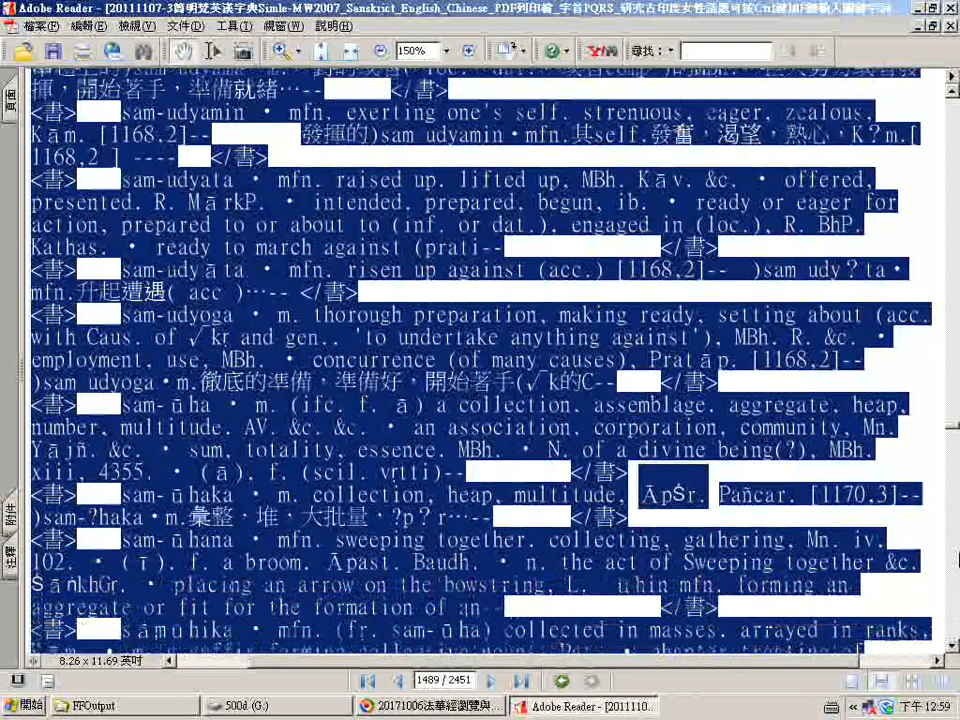 Adobe Reader - [20111107-3簡明梵英漢字典Simle-MW2007_Sanskrict_English_Chinese_PDF列印檔_字首PQRS_研究古印度女性議題可按Ctrl鍵加F鍵輸入關鍵字
檔案(F) 編輯(E) 檢視(V) 文件(D) 工具(T) 視窗(W) 說明(H)
150% 尋找：
頁面
揮，開始著手，準備就緒…-- </書>
<書> sam-udyamin • mfn. exerting one's self. strenuous, eager, zealous,
Kām. [1168,2]-- 發揮的)sam udyamin•mfn.其self.發奮，渴望，熱心，K？m.[
1168,2 ] ---- </書>
<書> sam-udyata • mfn. raised up. lifted up, MBh. Kāv. &c. • offered,
presented. R. MārkP. • intended, prepared, begun, ib. • ready or eager for
action, prepared to or about to (inf. or dat.), engaged in (loc.), R. BhP.
Kathas. • ready to march against (prati-- </書>
<書> sam-udyāta • mfn. risen up against (acc.) [1168,2]-- )sam udy？ta•
mfn.升起遭遇( acc )…-- </書>
<書> sam-udyoga • m. thorough preparation, making ready, setting about (acc.
with Caus. of √kṛ and gen.. 'to undertake anything against'), MBh. R. &c. •
employment, use, MBh. • concurrence (of many causes), Pratāp. [1168,2]--
)sam udyoga•m.徹底的準備，準備好，開始著手(√ k的C-- </書>
<書> sam-ūha • m. (ifc. f. ā) a collection. assemblage. aggregate, heap,
number, multitude. AV. &c. &c. • an association, corporation, community, Mn.
Yājñ. &c. • sum, totality, essence. MBh. • N. of a divine being(?), MBh.
xiii, 4355. • (ā), f. (scil. vṛtti)-- </書>
<書> sam-ūhaka • m. collection, heap, multitude, ĀpŚr. Pañcar. [1170,3]--
)sam-?haka•m.彙整，堆，大批量，?p？r…-- </書>
<書> sam-ūhana • mfn. sweeping together. collecting, gathering, Mn. iv,
102. • (ī). f. a broom. Āpast. Baudh. • n. the act of Sweeping together &c.
ŚāṅkhGṛ. • placing an arrow on the bowstring, L. mfn. forming an
aggregate or fit for the formation of an-- </書>
<書> sāmūhika • mfn. (fr. sam-ūha) collected in masses. arrayed in ranks,
附件
註釋
8.26 x 11.69 英吋
1489 / 2451
開始 FFOutput 500d (G:) 20171006法華經瀏覽與... Adobe Reader - [2011110... 下午 12:59